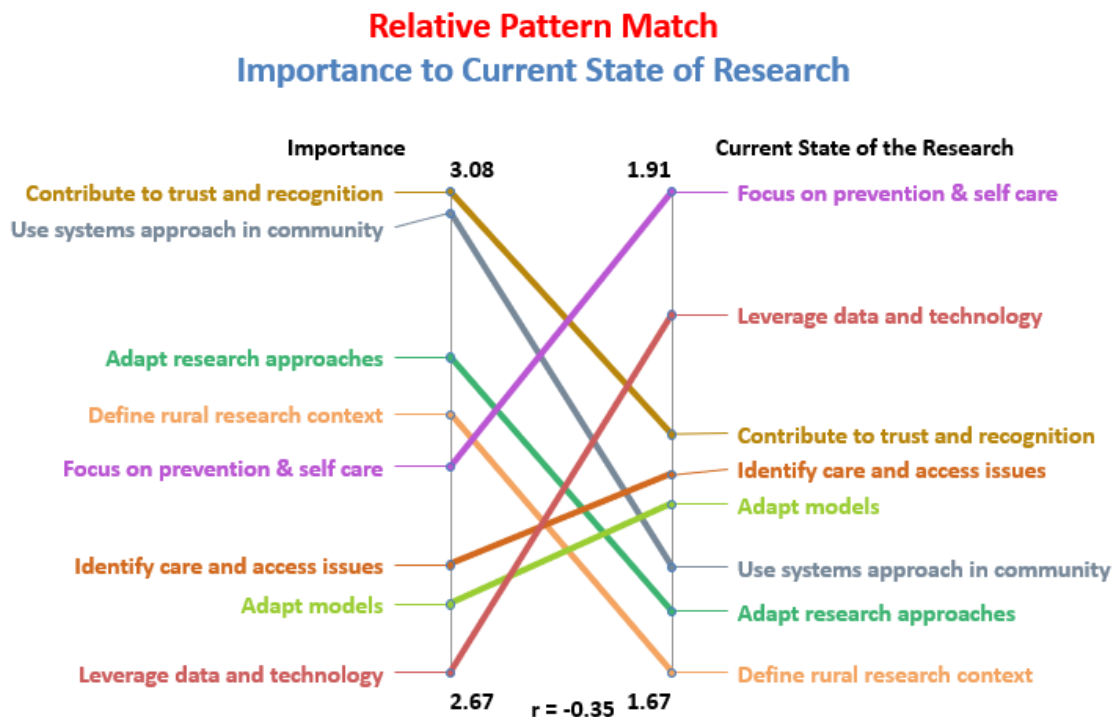 Relative Pattern Match
Importance to Current State of Research
Importance
Current State of the Research
3.08
1.91
Contribute to trust and recognition
Use systems approach in community
Adapt research approaches
Define rural research context
Focus on prevention & self care
Identify care and access issues
Adapt models
Leverage data and technology
Focus on prevention & self care
Leverage data and technology
Contribute to trust and recognition
Identify care and access issues
Adapt models
Use systems approach in community
Adapt research approaches
Define rural research context
2.67
r = -0.35
1.67